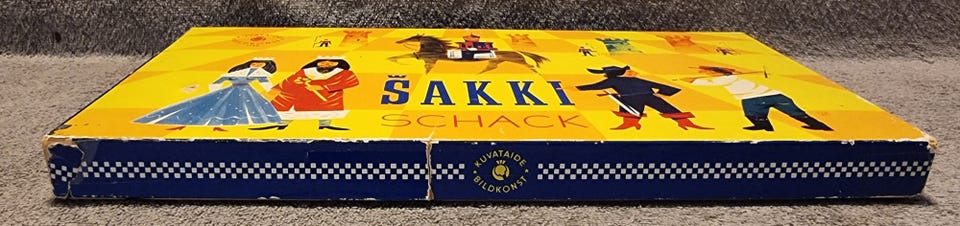 ŠAKKI
SCHACK
KUVATAIDE
BILDKONST